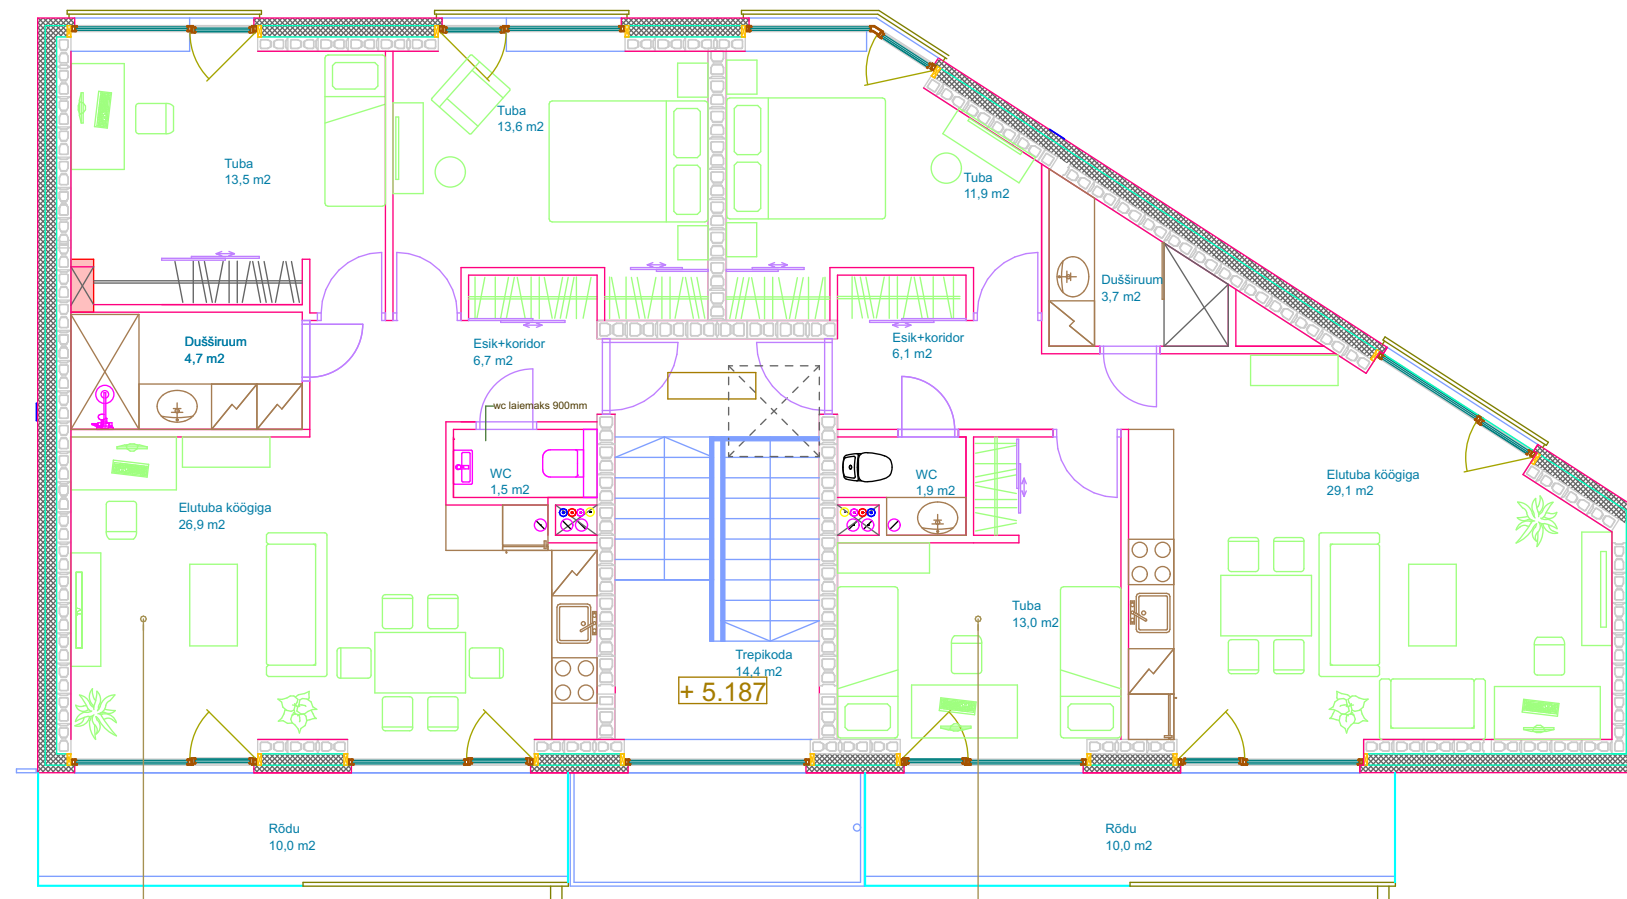 Tuba
13,6 m2
Tuba
13,5 m2
Tuba
11,9 m2
Dušširuum
3,7 m2
Dušširuum
4,7 m2
Esik+koridor
6,7 m2
Esik+koridor
6,1 m2
wc laiemaks 900mm
WC
1,5 m2
WC
1,9 m2
Elutuba köögiga
29,1 m2
Elutuba köögiga
26,9 m2
Tuba
13,0 m2
Trepikoda
14,4 m2
+ 5.187
Rõdu
10,0 m2
Rõdu
10,0 m2